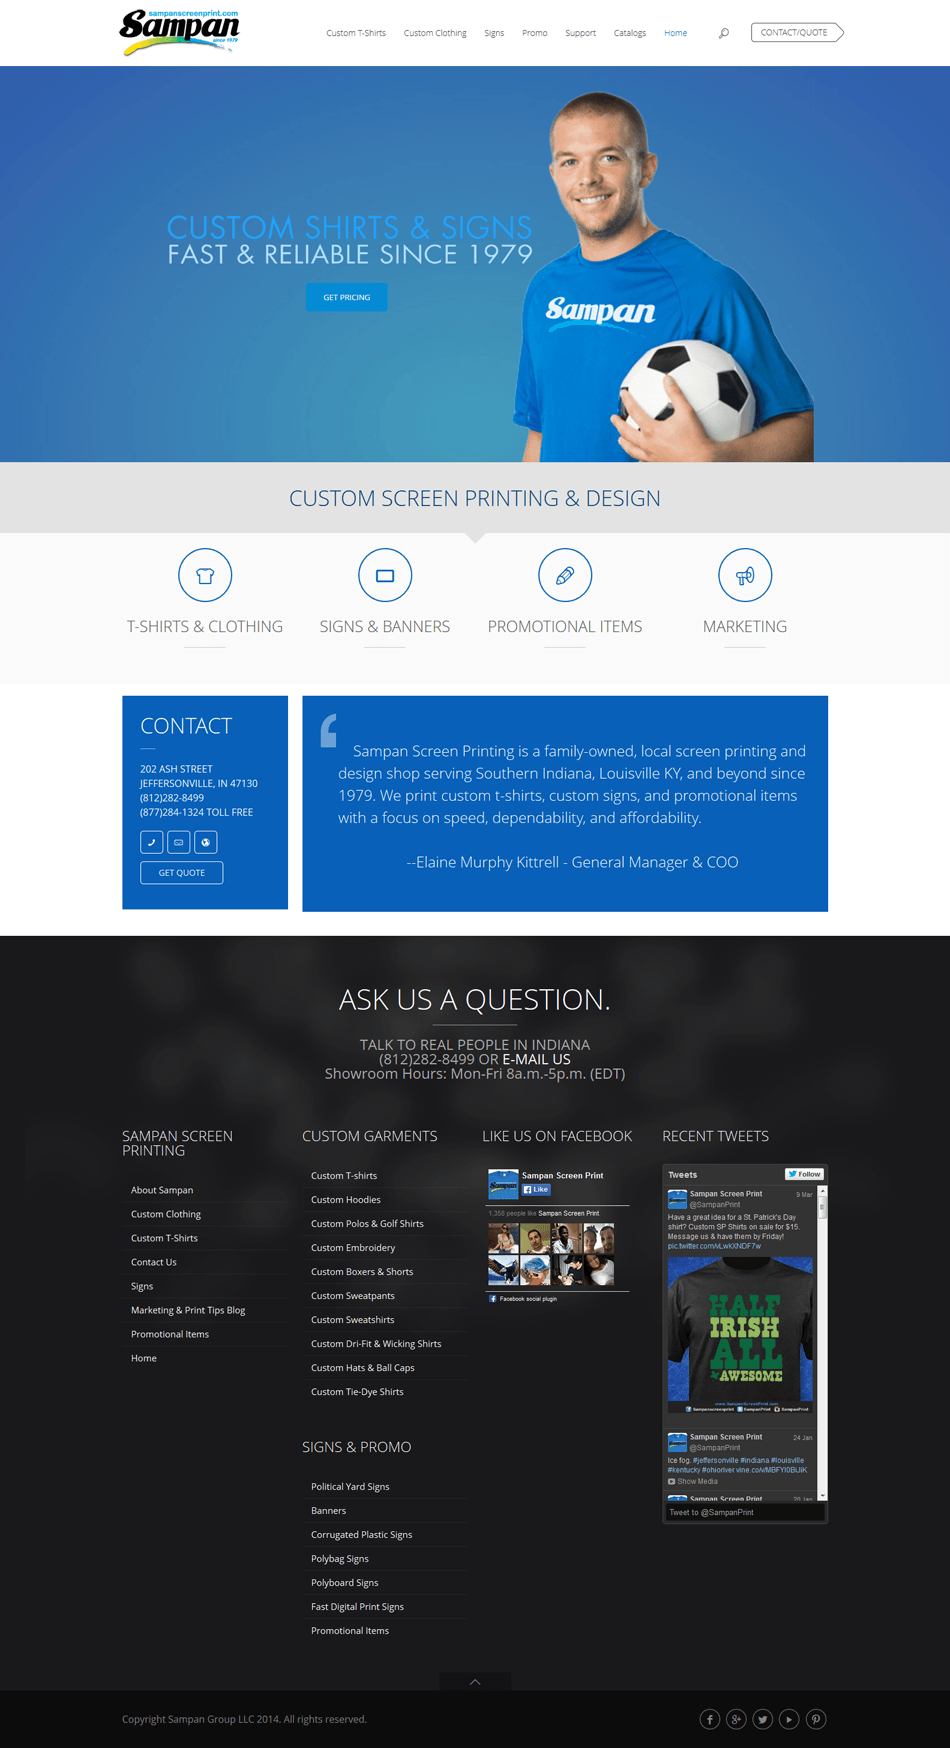 sampanscreenprint.com
Sampan
since 1979
Custom T-Shirts
Custom Clothing
Signs
Promo
Support
Catalogs
Home
CONTACT/QUOTE
CUSTOM SHIRTS & SIGNS
FAST & RELIABLE SINCE 1979
GET PRICING
Sampan
CUSTOM SCREEN PRINTING & DESIGN
T-SHIRTS & CLOTHING
SIGNS & BANNERS
PROMOTIONAL ITEMS
MARKETING
CONTACT
202 ASH STREET
JEFFERSONVILLE, IN 47130
(812)282-8499
(877)284-1324 TOLL FREE
GET QUOTE
Sampan Screen Printing is a family-owned, local screen printing and
design shop serving Southern Indiana, Louisville KY, and beyond since
1979. We print custom t-shirts, custom signs, and promotional items
with a focus on speed, dependability, and affordability.
--Elaine Murphy Kittrell - General Manager & COO
ASK US A QUESTION.
TALK TO REAL PEOPLE IN INDIANA
(812)282-8499 OR E-MAIL US
Showroom Hours: Mon-Fri 8a.m.-5p.m. (EDT)
SAMPAN SCREEN
PRINTING
About Sampan
Custom Clothing
Custom T-Shirts
Contact Us
Signs
Marketing & Print Tips Blog
Promotional Items
Home
CUSTOM GARMENTS
Custom T-shirts
Custom Hoodies
Custom Polos & Golf Shirts
Custom Embroidery
Custom Boxers & Shorts
Custom Sweatpants
Custom Sweatshirts
Custom Dri-Fit & Wicking Shirts
Custom Hats & Ball Caps
Custom Tie-Dye Shirts
SIGNS & PROMO
Political Yard Signs
Banners
Corrugated Plastic Signs
Polybag Signs
Polyboard Signs
Fast Digital Print Signs
Promotional Items
LIKE US ON FACEBOOK
Sampan Screen Print
Like
1,358 people like Sampan Screen Print
Facebook social plugin
RECENT TWEETS
Tweets
Follow
Sampan Screen Print 9 Mar
@SampanPrint
Have a great idea for a St. Patrick's Day
shirt? Custom SP Shirts on sale for $15.
Message us & have them by Friday!
pic.twitter.com/vLwkXNDF7w
HALF
IRISH
ALL
AWESOME
www.SampanScreenPrint.com
Sampanscreenprint SampanPrint SampanPrint
Sampan Screen Print 24 Jan
@SampanPrint
Ice fog. #jeffersonville #indiana #louisville
#kentucky #ohioriver
Show Media
Sampan Screen Print
Tweet to @SampanPrint
Copyright Sampan Group LLC 2014. All rights reserved.